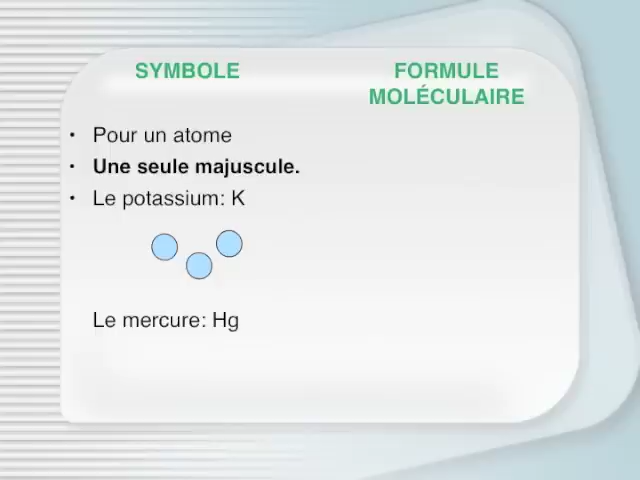 SYMBOLE
FORMULE
MOLÉCULAIRE
• Pour un atome
• Une seule majuscule.
• Le potassium: K
Le mercure: Hg